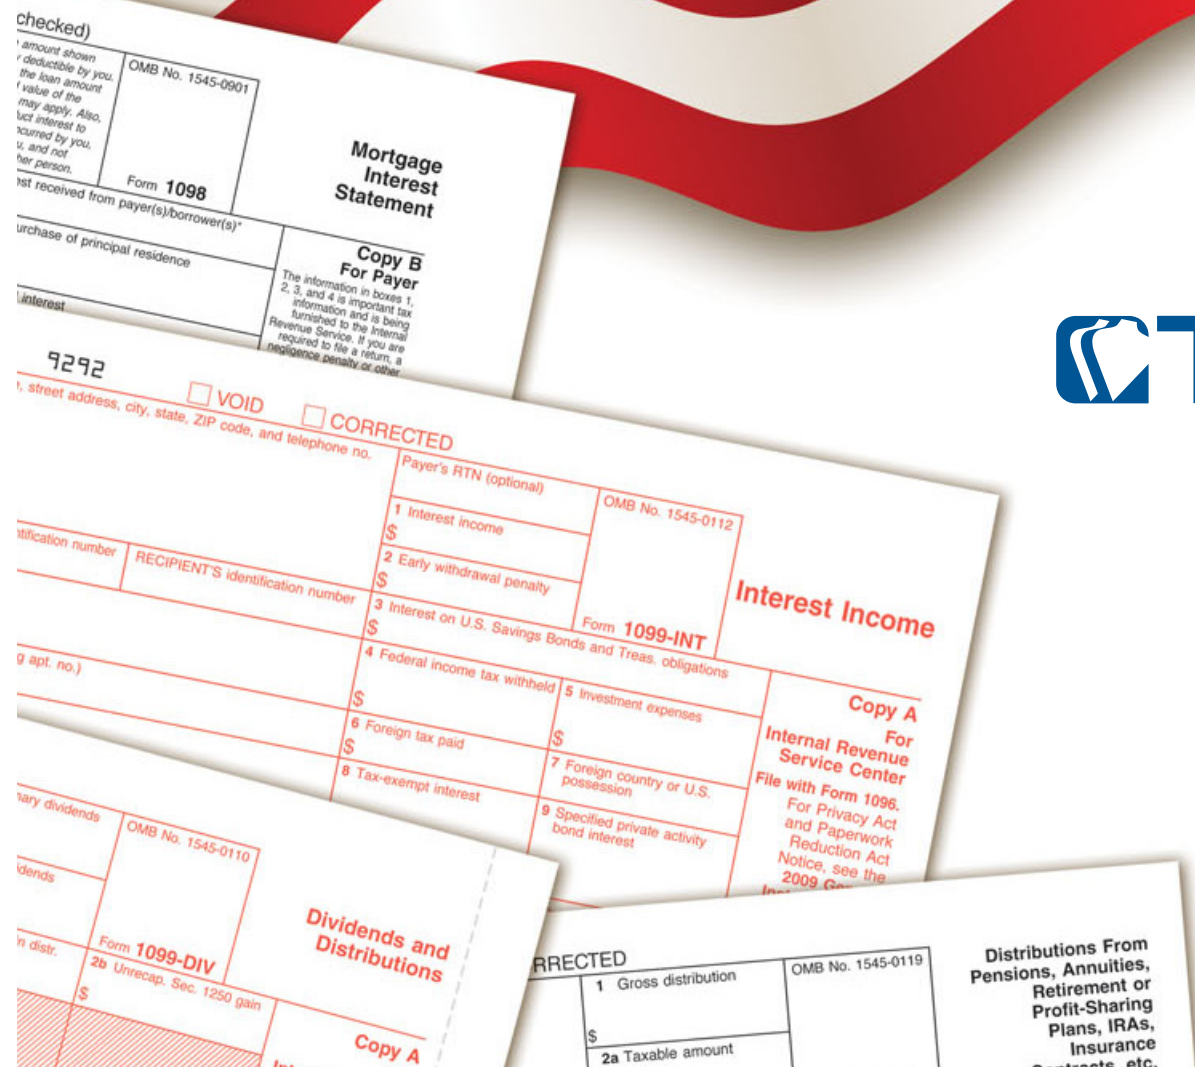 checked)
amount shown
deductible by you.
the loan amount
value of the
may apply. Also,
interest to
incurred by you,
and not
person.
OMB No. 1545-0901
Form 1098
Mortgage
Interest
Statement
received from payer(s)/borrower(s)*
of principal residence
interest
Copy B
For Payer
The information in boxes 1,
2, 3, and 4 is important tax
information and is being
furnished to the Internal
Revenue Service. If you are
required to file a return, a
negligence penalty or other
9292
VOID
CORRECTED
, street address, city, state, ZIP code, and telephone no.
Payer's RTN (optional)
1 Interest income
$
2 Early withdrawal penalty
$
OMB No. 1545-0112
Form 1099-INT
Interest Income
number
RECIPIENT'S identification number
3 Interest on U.S. Savings Bonds and Treas. obligations
$
4 Federal income tax withheld
$
5 Investment expenses
$
apt. no.)
6 Foreign tax paid
$
7 Foreign country or U.S.
possession
8 Tax-exempt interest
9 Specified private activity
bond interest
Copy A
For
Internal Revenue
Service Center
File with Form 1096.
For Privacy Act
and Paperwork
Reduction Act
Notice, see the
2009
dividends
OMB No. 1545-0110
Form 1099-DIV
Dividends and
Distributions
distr.
2b Unrecap. Sec. 1250 gain
$
Copy A
RRECTED
1 Gross distribution
$
2a Taxable amount
OMB No. 1545-0119
Distributions From
Pensions, Annuities,
Retirement or
Profit-Sharing
Plans, IRAs,
Insurance
Contracts, etc.
T